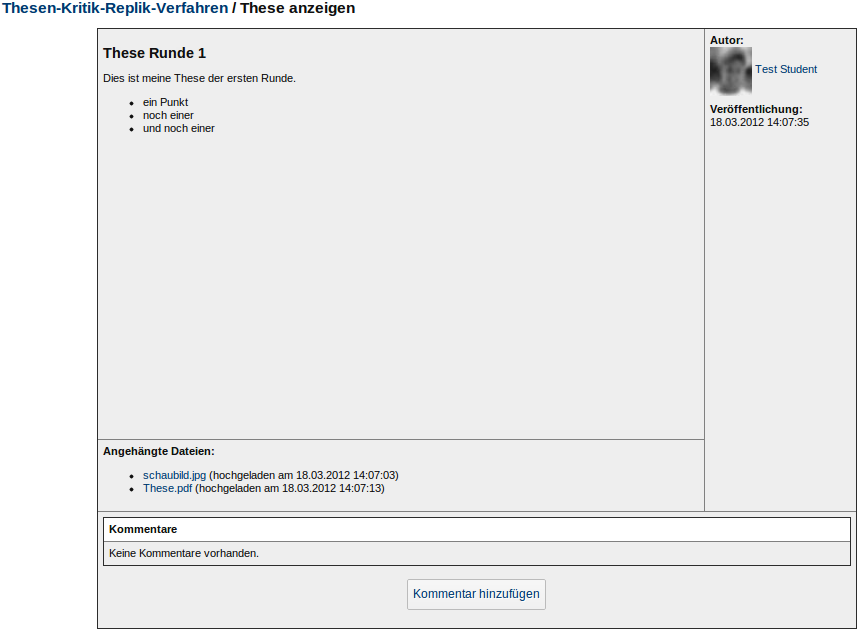 Thesen-Kritik-Replik-Verfahren / These anzeigen
These Runde 1
Dies ist meine These der ersten Runde.
ein Punkt
noch einer
und noch einer
Autor:
Test Student
Veröffentlichung:
18.03.2012 14:07:35
Angehängte Dateien:
schaubild.jpg (hochgeladen am 18.03.2012 14:07:03)
These.pdf (hochgeladen am 18.03.2012 14:07:13)
Kommentare
Keine Kommentare vorhanden.
Kommentar hinzufügen